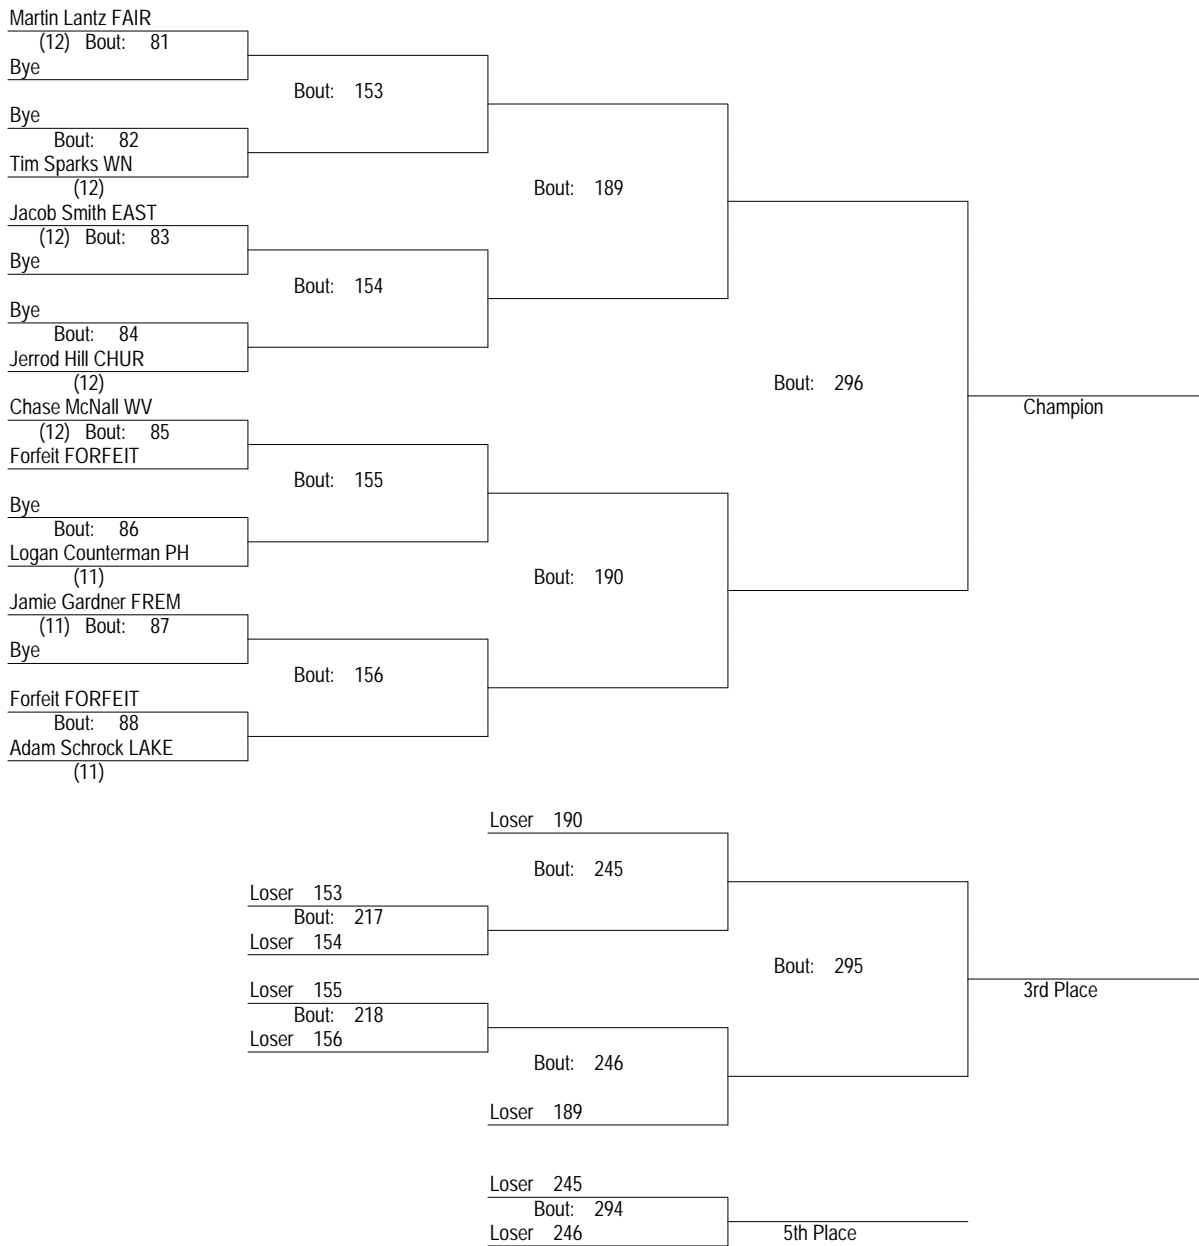 Martin Lantz FAIR
(12) Bout: 81
Bye
Bout: 153
Bye
Bout: 82
Tim Sparks WN
(12)
Bout: 189
Jacob Smith EAST
(12) Bout: 83
Bye
Bout: 154
Bye
Bout: 84
Jerrod Hill CHUR
(12)
Bout: 296
Chase McNall WV
Champion
(12) Bout: 85
Forfeit FORFEIT
Bout: 155
Bye
Bout: 86
Logan Counterman PH
(11)
Bout: 190
Jamie Gardner FREM
(11) Bout: 87
Bye
Bout: 156
Forfeit FORFEIT
Bout: 88
Adam Schrock LAKE
(11)
Loser 190
Bout: 245
Loser 153
Bout: 217
Loser 154
Bout: 295
Loser 155
3rd Place
Bout: 218
Loser 156
Bout: 246
Loser 189
Loser 245
Bout: 294
Loser 246
5th Place